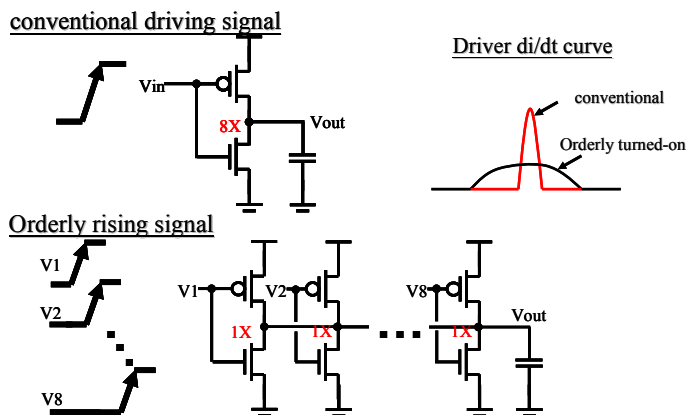 conventional driving signal
Driver di/dt curve
Vin
8X
Vout
conventional
Orderly turned-on
Orderly rising signal
V1
V2
V8
V1
V2
V8
1X
1X
1X
Vout